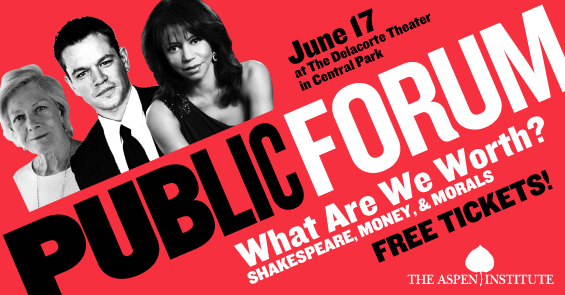 June 17
at The Delacorte Theater
in Central Park
PUBLIC FORUM
What Are We Worth?
SHAKESPEARE, MONEY, & MORALS
FREE TICKETS!
THE ASPEN INSTITUTE